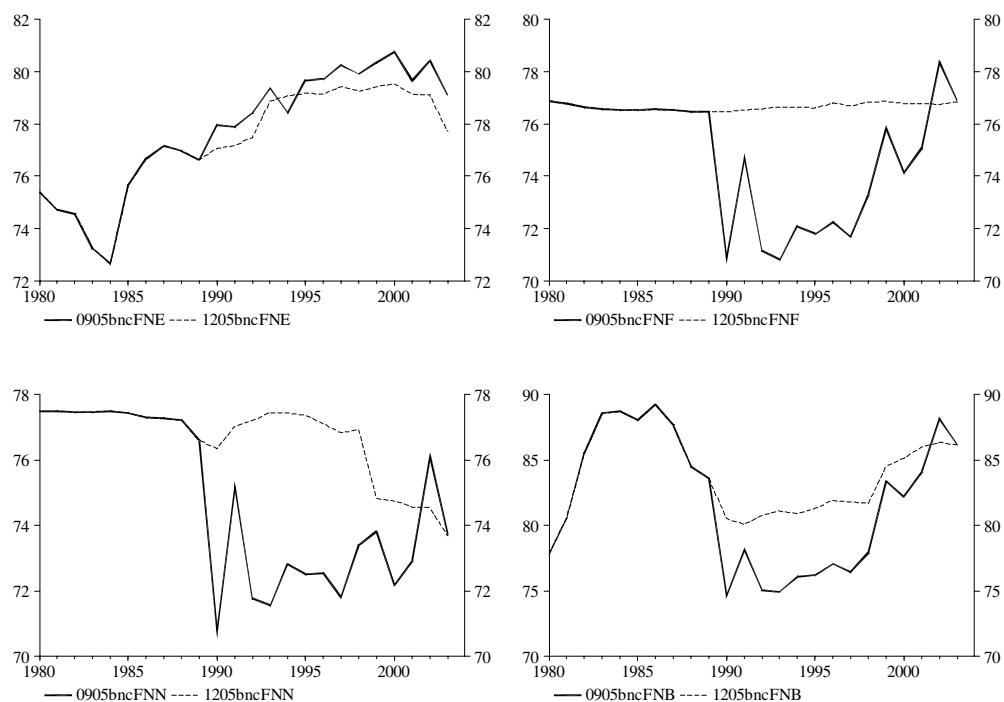 82 82 80 80
80 80 78 78
78 78 76 76
76 76 74 74
74 74 72 72
72 72 70 70
1980 1985 1990 1995 2000 1980 1985 1990 1995 2000
0905bncFNE 1205bncFNE 0905bncFNF 1205bncFNF
78 78 90 90
76 76 85 85
74 74 80 80
72 72 75 75
70 70 70 70
1980 1985 1990 1995 2000 1980 1985 1990 1995 2000
0905bncFNN 1205bncFNN 0905bncFNB 1205bncFNB